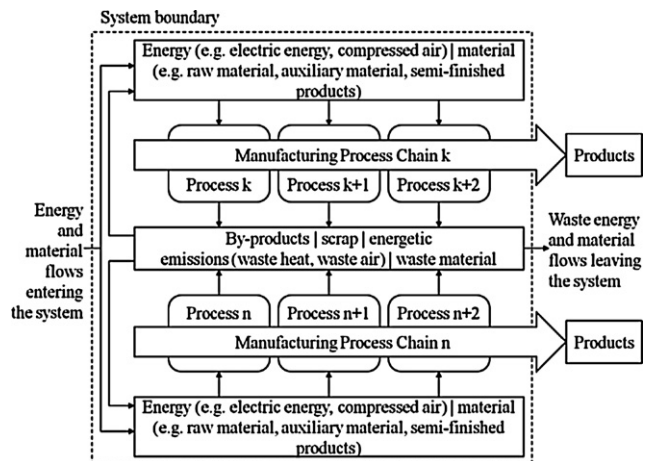 System boundary
Energy (e.g. electric energy, compressed air) | material
(e.g. raw material, auxiliary material, semi-finished
products)
Manufacturing Process Chain k
Products
Process k
Process k+1
Process k+2
Energy
and
material
flows
entering
the system
By-products | scrap | energetic
emissions (waste heat, waste air) | waste material
Waste energy
and material
flows leaving
the system
Process n
Process n+1
Process n+2
Manufacturing Process Chain n
Products
Energy (e.g. electric energy, compressed air) | material
(e.g. raw material, auxiliary material, semi-finished
products)